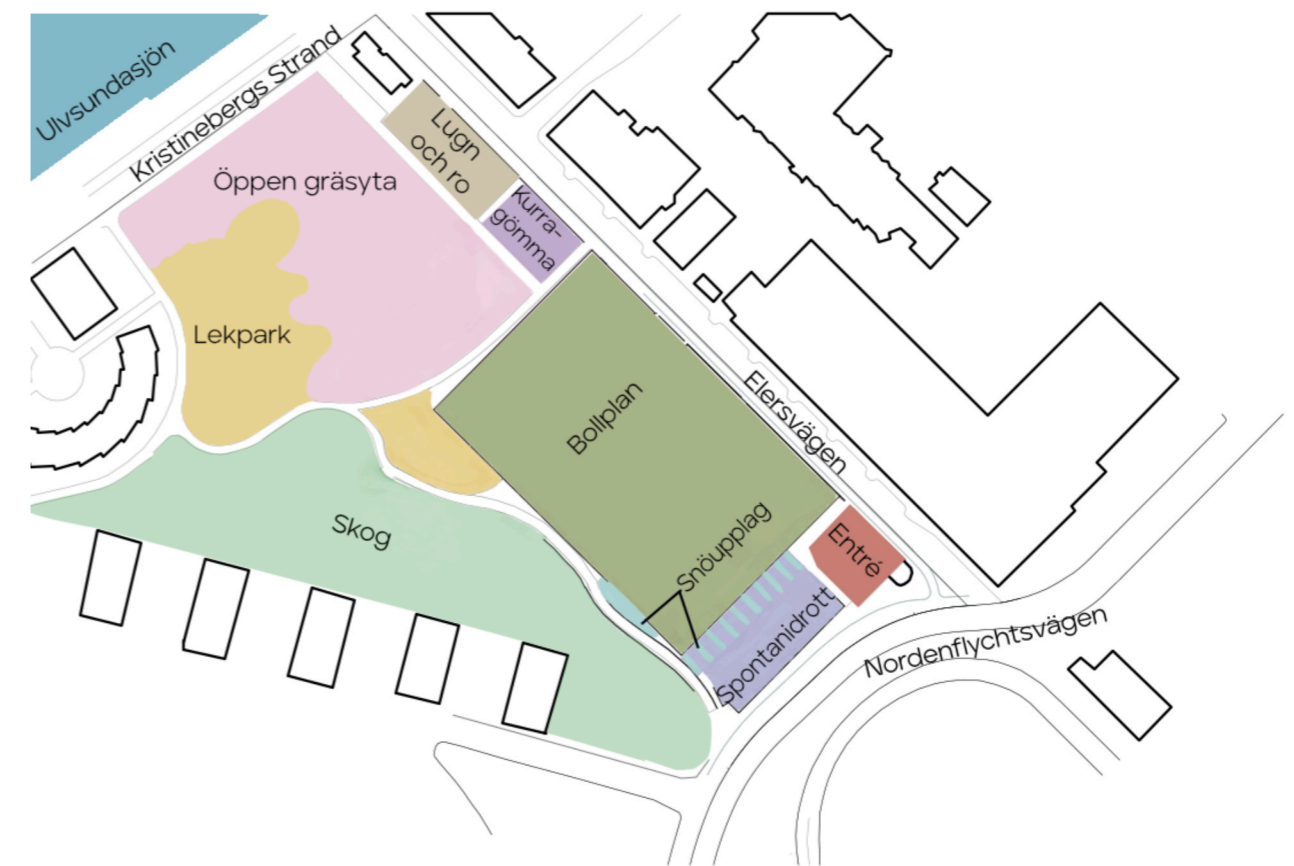 Ulvsundasjön
Kristinebergs Strand
Lugn
och ro
Öppen gräsyta
Kurra-
gömma
Lekpark
Bollplan
Elersvägen
Skog
Snöupplag
Entré
Spontanidrott
Nordenflychtsvägen